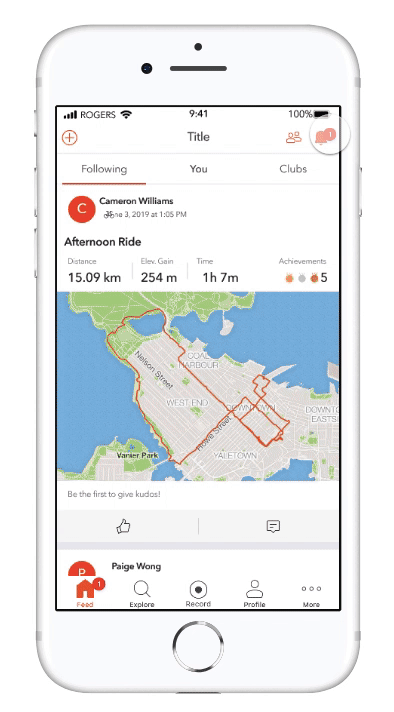 ROGERS 9:41 100%
Title 1
Following You Clubs
C Cameron Williams
June 3, 2019 at 1:05 PM
Afternoon Ride
Distance Elev. Gain Time Achievements
15.09 km 254 m 1h 7m 5
Nelson Street
COAL
HARBOUR
WEST END
DOWNTOWN
DOWNTO
EASTS
Howe Street
Vanier Park
YALETOWN
Be the first to give kudos!
P Paige Wong
1
Feed Explore Record Profile More